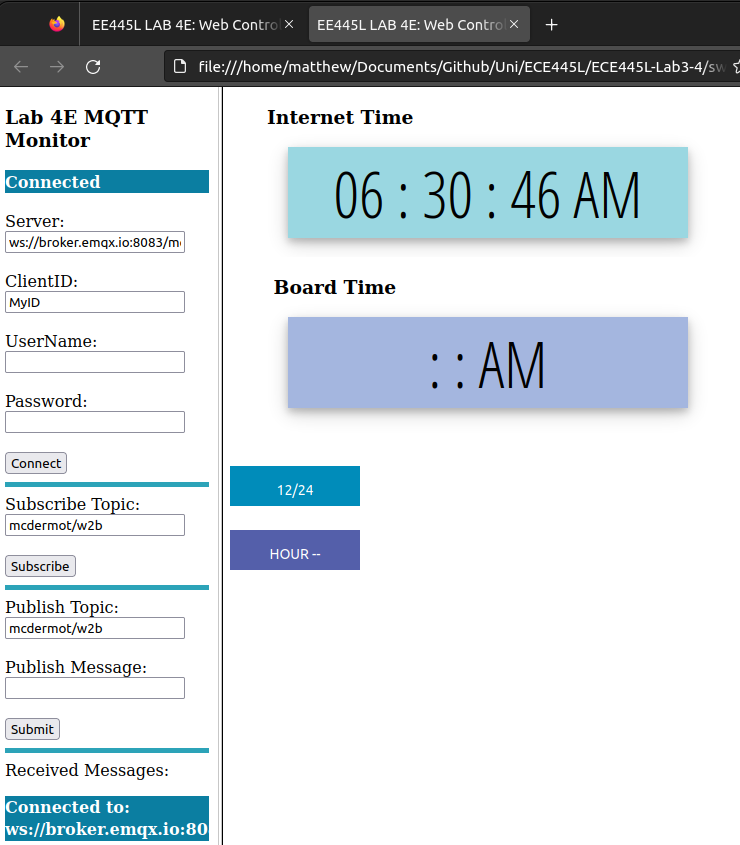 EE445L LAB 4E: Web Contro
EE445L LAB 4E: Web Contro
file:///home/matthew/Documents/Github/Uni/ECE445L/ECE445L-Lab3-4/sw
Lab 4E MQTT
Monitor
Connected
Server:
ws://broker.emqx.io:8083/m
ClientID:
MyID
UserName:
Password:
Connect
Subscribe Topic:
mcdermot/w2b
Subscribe
Publish Topic:
mcdermot/w2b
Publish Message:
Submit
Received Messages:
Connected to:
ws://broker.emqx.io:80
Internet Time
06 : 30 : 46 AM
Board Time
: : AM
12/24
HOUR --